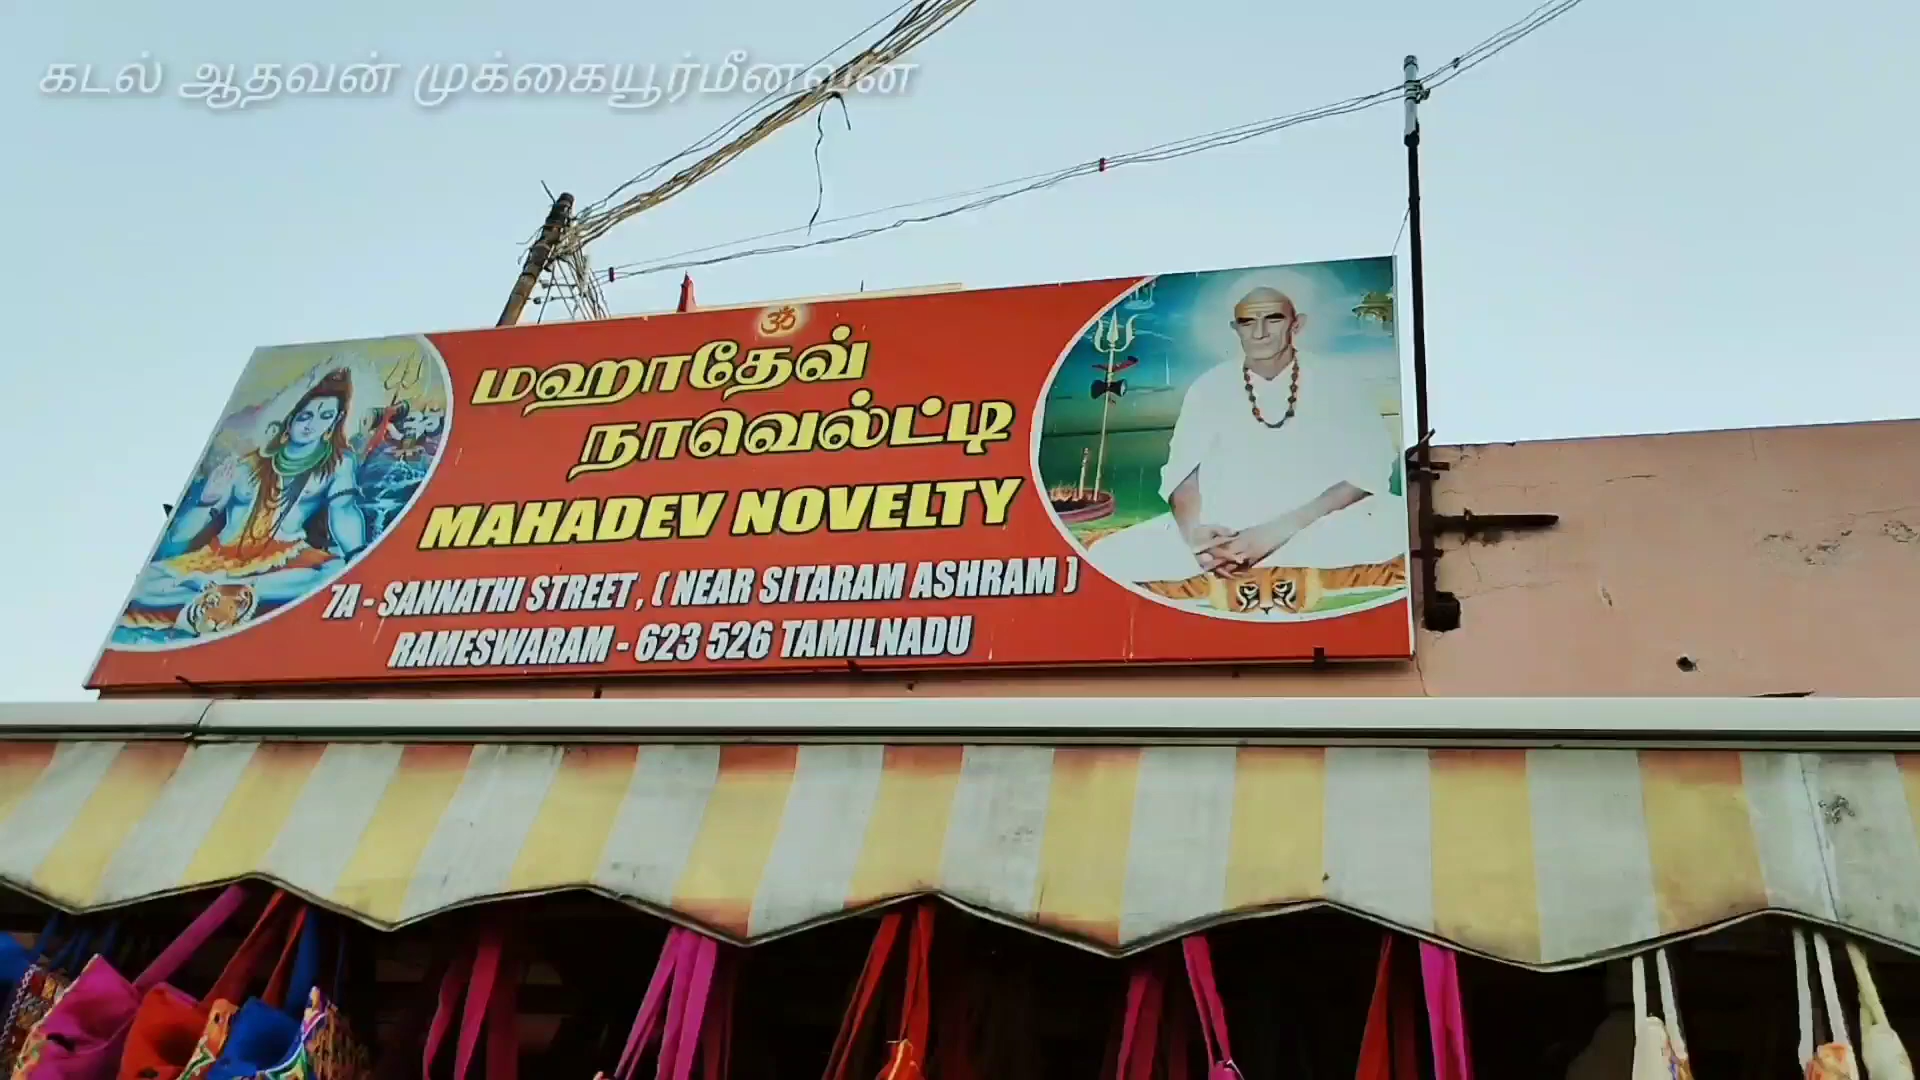 கடல் ஆதவன் முக்கையூர்மீனவன்
ॐ
மஹாதேவ்
நாவெல்ட்டி
MAHADEV NOVELTY
7A - SANNATHI STREET, ( NEAR SITARAM ASHRAM )
RAMESWARAM - 623 526 TAMILNADU